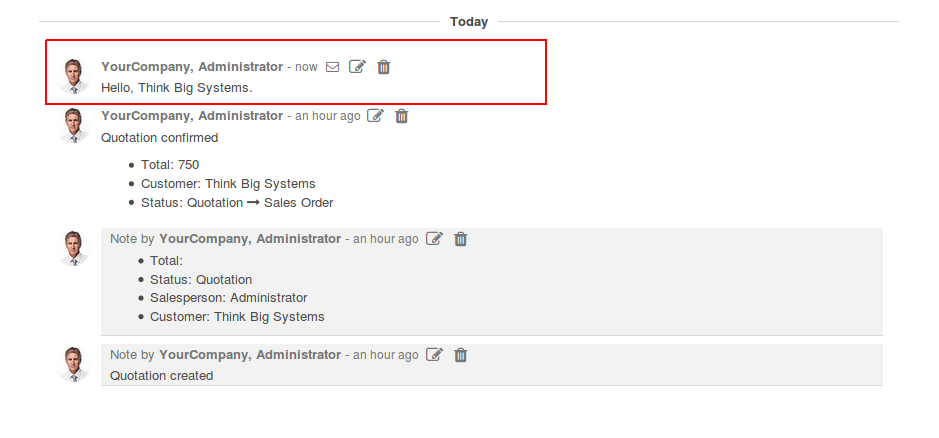 Today
YourCompany, Administrator - now
Hello, Think Big Systems.
YourCompany, Administrator - an hour ago
Quotation confirmed
• Total: 750
• Customer: Think Big Systems
• Status: Quotation ➞ Sales Order
Note by YourCompany, Administrator - an hour ago
• Total:
• Status: Quotation
• Salesperson: Administrator
• Customer: Think Big Systems
Note by YourCompany, Administrator - an hour ago
Quotation created